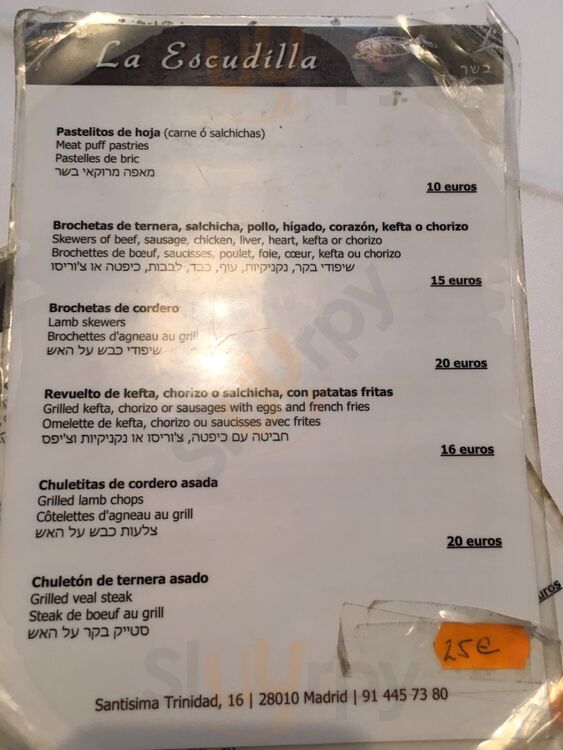 La Escudilla
כשר
Pastelitos de hoja (carne ó salchichas)
Meat puff pastries
Pastelles de bric
מאפה מרוקאי בשר
10 euros
Brochetas de ternera, salchicha, pollo, hígado, corazón, kefta o chorizo
Skewers of beef, sausage, chicken, liver, heart, kefta or chorizo
Brochettes de bœuf, saucisses, poulet, foie, cœur, kefta ou chorizo
שיפודי בקר, נקניקיות, עוף, כבד, לבבות, כיפטה או צ'וריסו
15 euros
Brochetas de cordero
Lamb skewers
Brochettes d'agneau au grill
שיפודי כבש על האש
20 euros
Revuelto de kefta, chorizo o salchicha, con patatas fritas
Grilled kefta, chorizo or sausages with eggs and french fries
Omelette de kefta, chorizo ou saucisses avec frites
חביטה עם כיפטה, צ'וריסו או נקניקיות וצ'יפס
16 euros
Chuletitas de cordero asada
Grilled lamb chops
Côtelettes d'agneau au grill
צלעות כבש על האש
20 euros
Chuletón de ternera asado
Grilled veal steak
Steak de boeuf au grill
סטייק בקר על האש
25€
uros
Santisima Trinidad, 16 | 28010 Madrid | 91 445 73 80
Sluurpy
Sluurpy